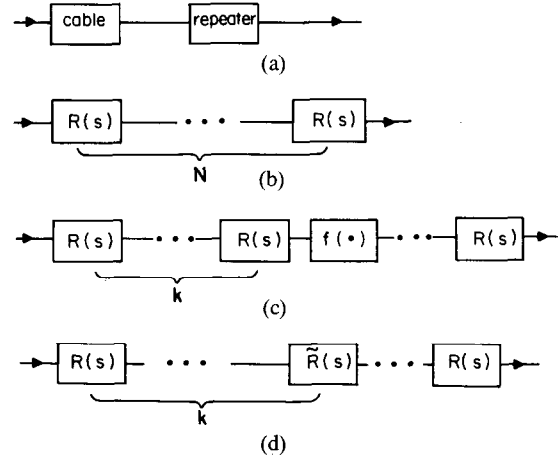 cable repeater
(a)
R(s) • • • R(s)
N
(b)
R(s) • • • R(s) f(•) • • • R(s)
k
(c)
R(s) • • • R̃(s) • • • R(s)
k
(d)